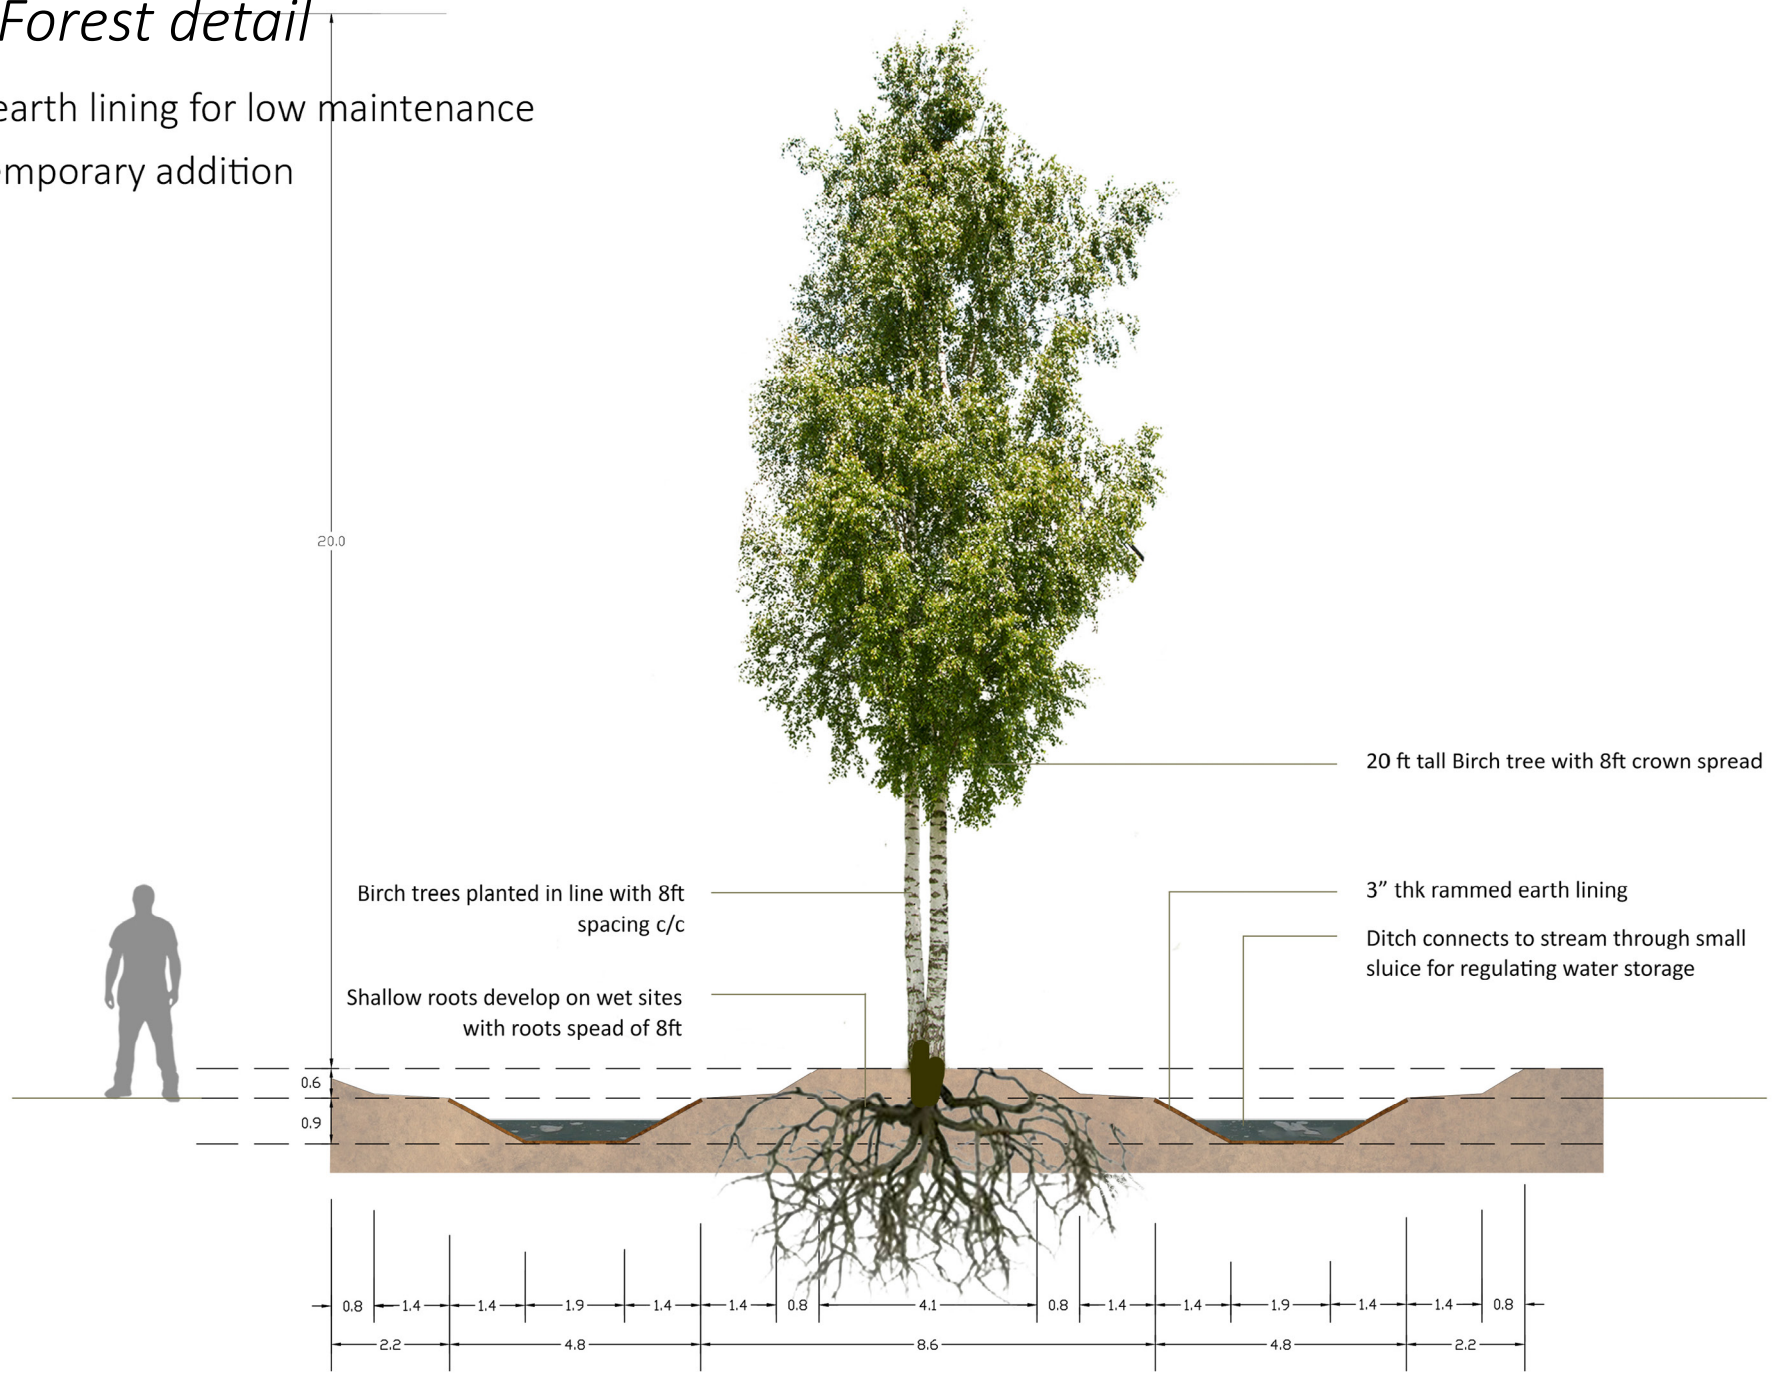 Forest detail
earth lining for low maintenance
emporary addition
20.0
20 ft tall Birch tree with 8ft crown spread
Birch trees planted in line with 8ft
spacing c/c
3” thk rammed earth lining
Ditch connects to stream through small
sluice for regulating water storage
Shallow roots develop on wet sites
with roots spead of 8ft
0.6
0.9
0.8 1.4 1.4 1.9 1.4 1.4 0.8 4.1 0.8 1.4 1.4 1.9 1.4 1.4 0.8
2.2 4.8 8.6 4.8 2.2